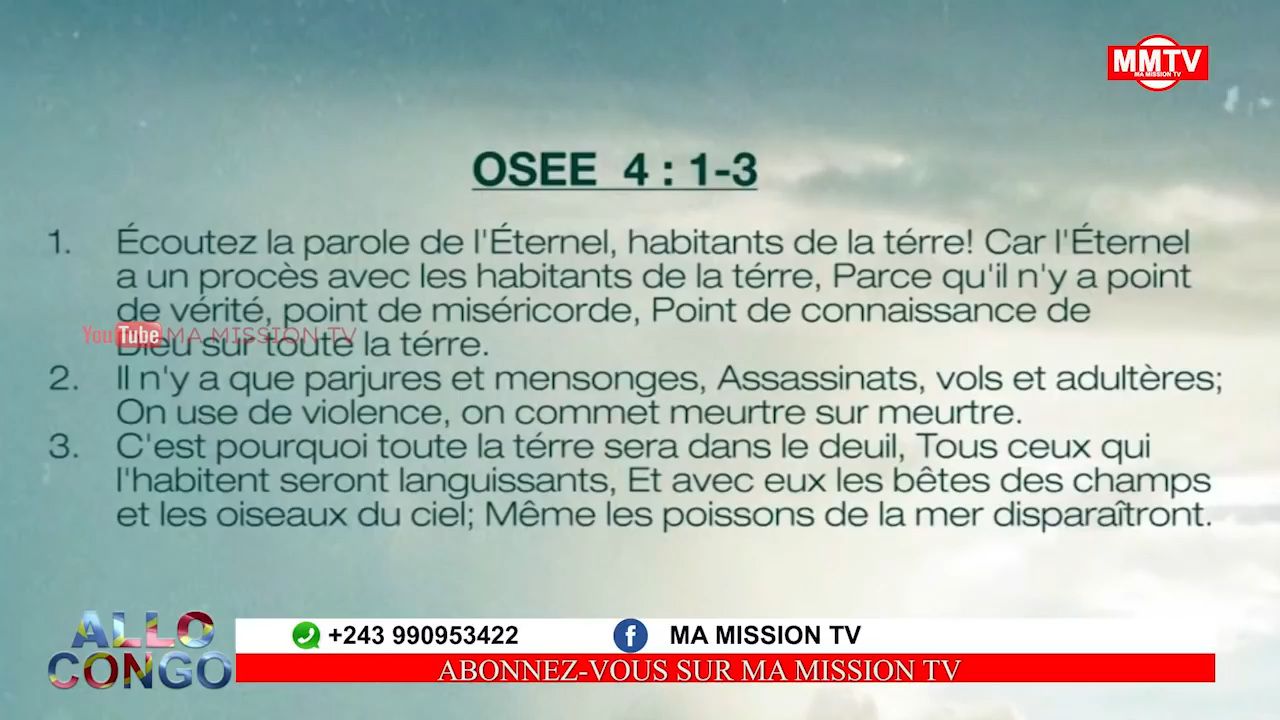 MMTV
MA MISSION TV
OSEE 4 : 1-3
1. Écoutez la parole de l'Éternel, habitants de la térre! Car l'Éternel
a un procès avec les habitants de la térre, Parce qu'il n'y a point
de vérité, point de miséricorde, Point de connaissance de
YouTube MA MISSION TV
Dieu sur toute la térre.
2. Il n'y a que parjures et mensonges, Assassinats, vols et adultères;
On use de violence, on commet meurtre sur meurtre.
3. C'est pourquoi toute la térre sera dans le deuil, Tous ceux qui
l'habitent seront languissants, Et avec eux les bêtes des champs
et les oiseaux du ciel; Même les poissons de la mer disparaîtront.
ALLO
CONGO
+243 990953422 MA MISSION TV
ABONNEZ-VOUS SUR MA MISSION TV